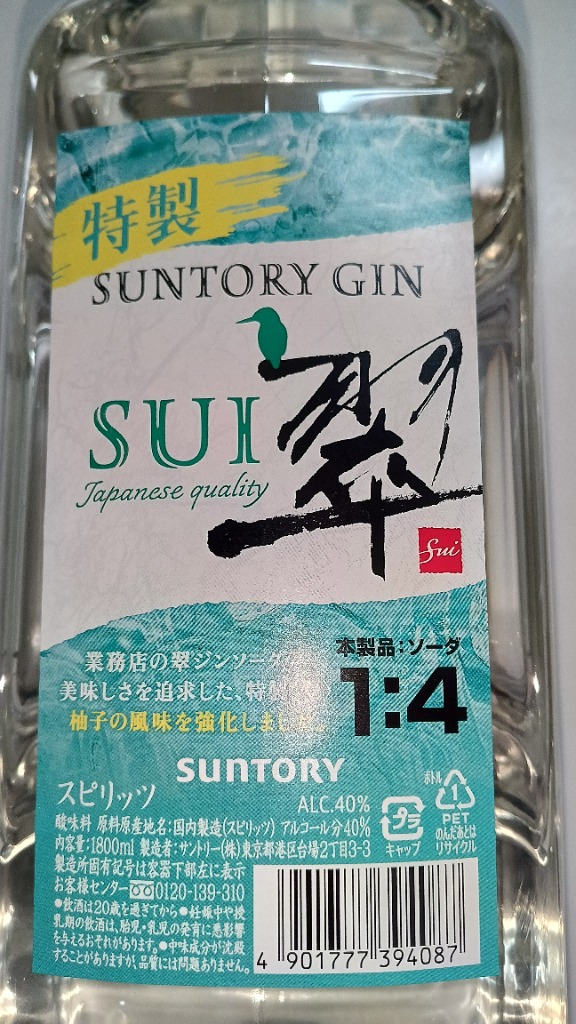 特製
SUNTORY GIN
SUI 翠
Japanese quality
Sui
業務店の翠ジンソーダ
美味しさを追求した、特製
柚子の風味を強化しました。
本製品:ソーダ
1:4
SUNTORY
スピリッツ
ALC.40%
酸味料 原料原産地名:国内製造(スピリッツ) アルコール分40%
内容量:1800ml 製造者:サントリー(株)東京都港区台場2丁目3-3
製造所固有記号は容器下部左に表示
お客様センター 0120-139-310
●飲酒は20歳を過ぎてから●妊娠中や授
乳期の飲酒は、胎児・乳児の発育に悪影響
を与えるおそれがあります。●中味成分が沈殿
することがありますが、品質には問題ありません。
プラ
キャップ
ボトル
1
PET
のんだあとは
リサイクル
4 901777 394087